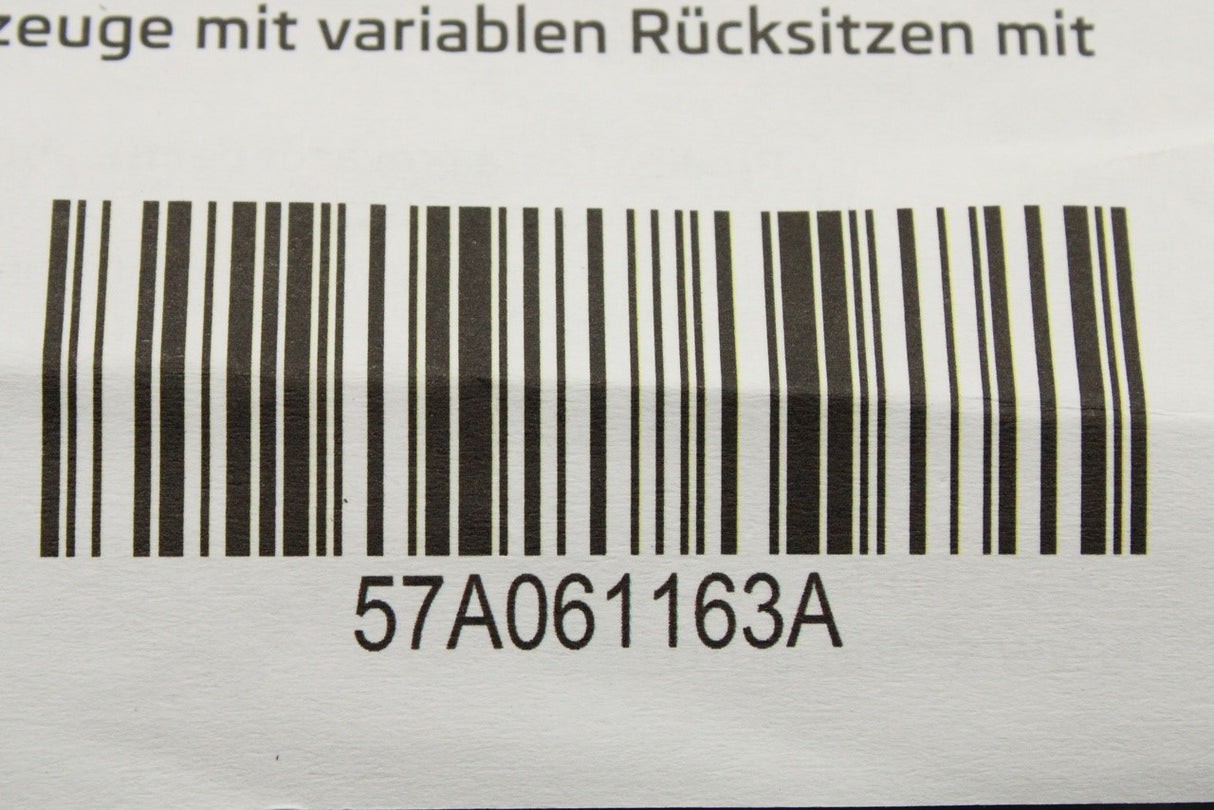 zeuge mit variablen Rücksitzen mit
57A061163A